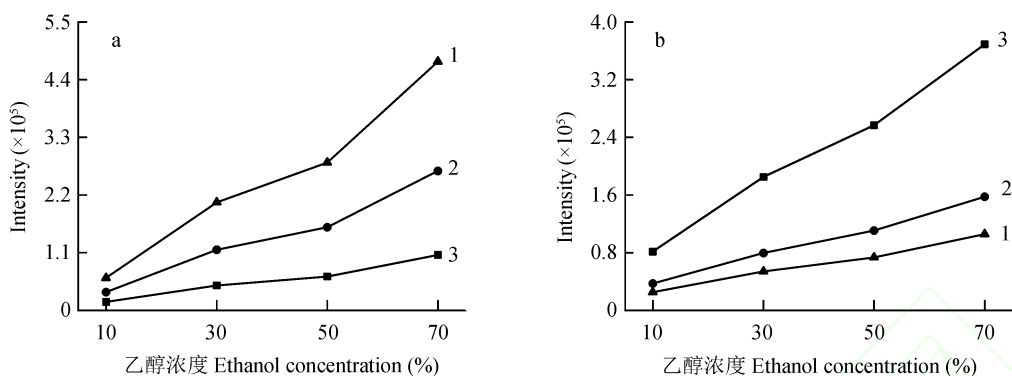 a
5.5
4.4
3.3
2.2
1.1
0
Intensity (×10⁵)
1
2
3
10 30 50 70
乙醇浓度 Ethanol concentration (%)
b
4.0
3.2
2.4
1.6
0.8
0
Intensity (×10⁵)
3
2
1
10 30 50 70
乙醇浓度 Ethanol concentration (%)